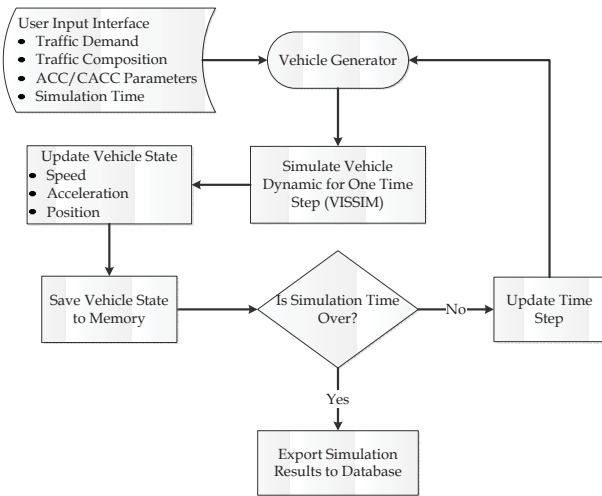 User Input Interface
● Traffic Demand
● Traffic Composition
● ACC/CACC Parameters
● Simulation Time
Vehicle Generator
Update Vehicle State
● Speed
● Acceleration
● Position
Simulate Vehicle
Dynamic for One Time
Step (VISSIM)
Save Vehicle State
to Memory
Is Simulation Time
Over?
No
Update Time
Step
Yes
Export Simulation
Results to Database